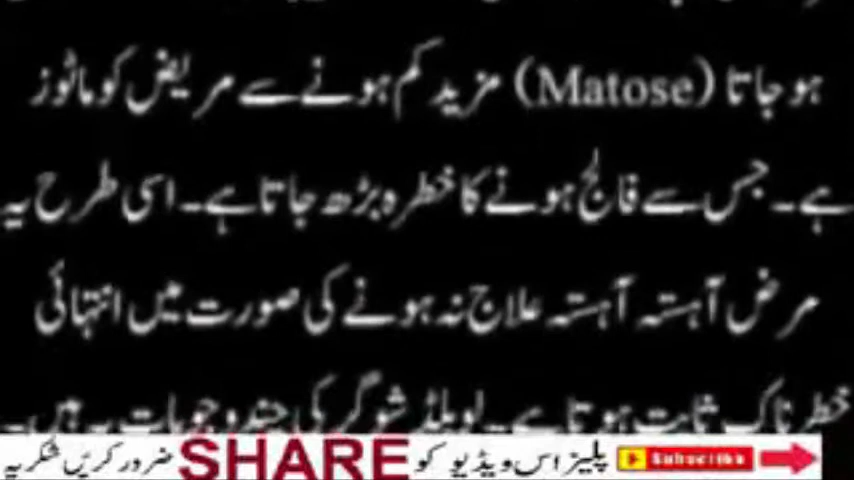 مزید کم ہونے سے مریض کو ماٹوز (Matose) ہو جاتا
ہے۔ جس سے فالج ہونے کا خطرہ بڑھ جاتا ہے۔ اسی طرح یہ
مرض آہستہ آہستہ علاج نہ ہونے کی صورت میں انتہائی
خطرناک ثابت ہوتا ہے۔ لو بلڈ شوگر کی چند وجوہات یہ ہیں۔
پلیز اس ویڈیو کو SHARE ضرور کریں شکریہ
Subscribe